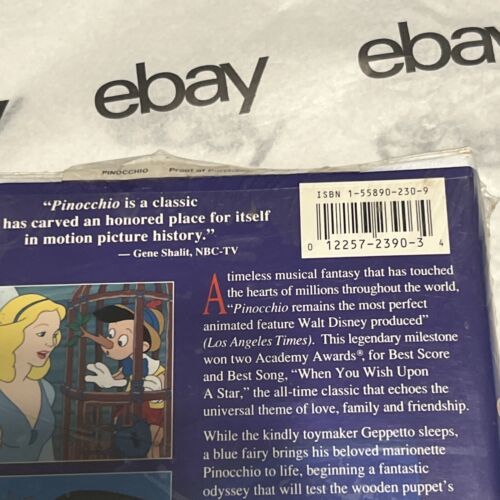 ebay
ebay
PINOCCHIO Proof of
ISBN 1-55890-230-9
0 12257-2390-3 4
"Pinocchio is a classic
has carved an honored place for itself
in motion picture history."
— Gene Shalit, NBC-TV
A timeless musical fantasy that has touched
the hearts of millions throughout the world,
"Pinocchio remains the most perfect
animated feature Walt Disney produced"
(Los Angeles Times). This legendary milestone
won two Academy Awards®, for Best Score
and Best Song, "When You Wish Upon
A Star," the all-time classic that echoes the
universal theme of love, family and friendship.
While the kindly toymaker Geppetto sleeps,
a blue fairy brings his beloved marionette
Pinocchio to life, beginning a fantastic
odyssey that will test the wooden puppet's